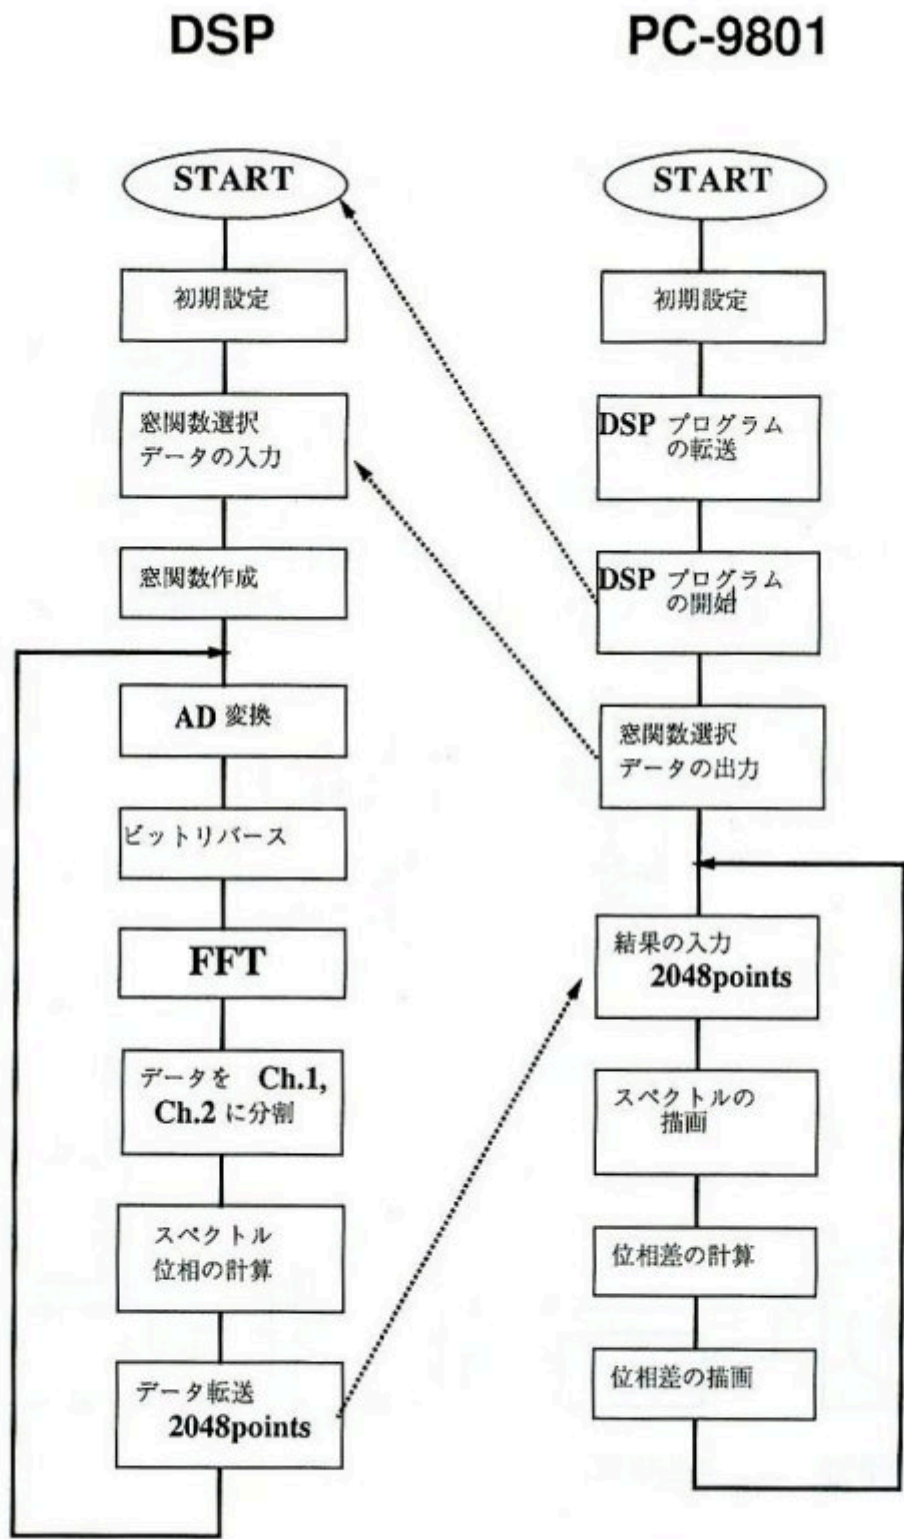 DSP
START
初期設定
窓関数選択
データの入力
窓関数作成
AD 変換
ビットリバース
FFT
データを Ch.1,
Ch.2 に分割
スペクトル
位相の計算
データ転送
2048points
PC-9801
START
初期設定
DSP プログラム
の転送
DSP プログラム
の開始
窓関数選択
データの出力
結果の入力
2048points
スペクトルの
描画
位相差の計算
位相差の描画